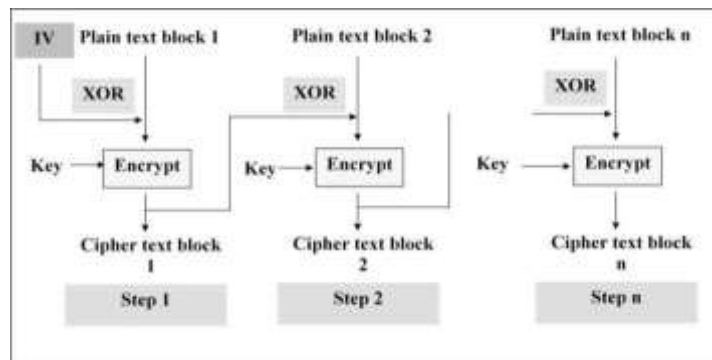 IV Plain text block 1 Plain text block 2 Plain text block n
XOR XOR XOR
Key Encrypt Key Encrypt Key Encrypt
Cipher text block Cipher text block Cipher text block
1 2 n
Step 1 Step 2 Step n